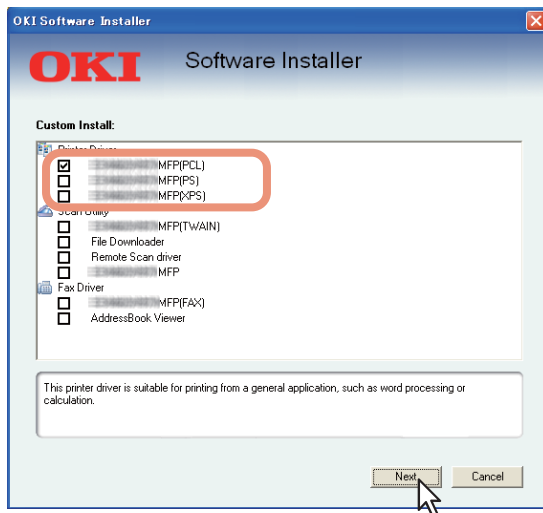 OKI Software Installer
OKI
Software Installer
Custom Install:
Printer Driver
MFP(PCL)
MFP(PS)
MFP(XPS)
Scan Utility
MFP(TWAIN)
File Downloader
Remote Scan driver
MFP
Fax Driver
MFP(FAX)
AddressBook Viewer
This printer driver is suitable for printing from a general application, such as word processing or
calculation.
Next
Cancel